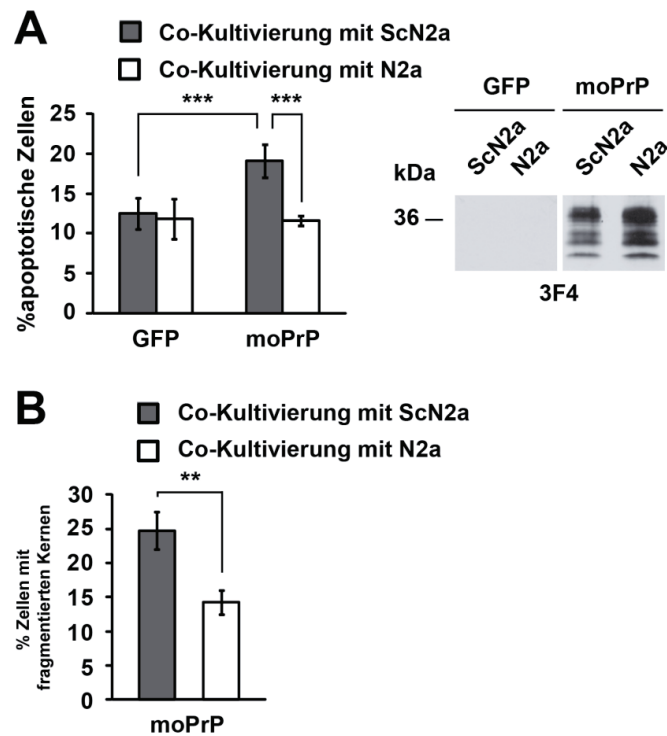 A
Co-Kultivierung mit ScN2a
Co-Kultivierung mit N2a
%apoptotische Zellen
25
20
15
10
5
0
***
***
GFP
moPrP
GFP
moPrP
ScN2a
N2a
ScN2a
N2a
kDa
36
3F4
B
Co-Kultivierung mit ScN2a
Co-Kultivierung mit N2a
% Zellen mit
fragmentierten Kernen
30
25
20
15
10
5
0
**
moPrP